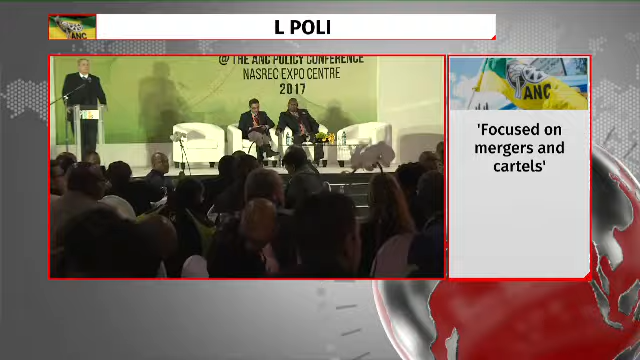 ANC
L POLI
@ THE ANC POLICY CONFERENCE
NASREC EXPO CENTRE
2017
ANC
'Focused on
mergers and
cartels'